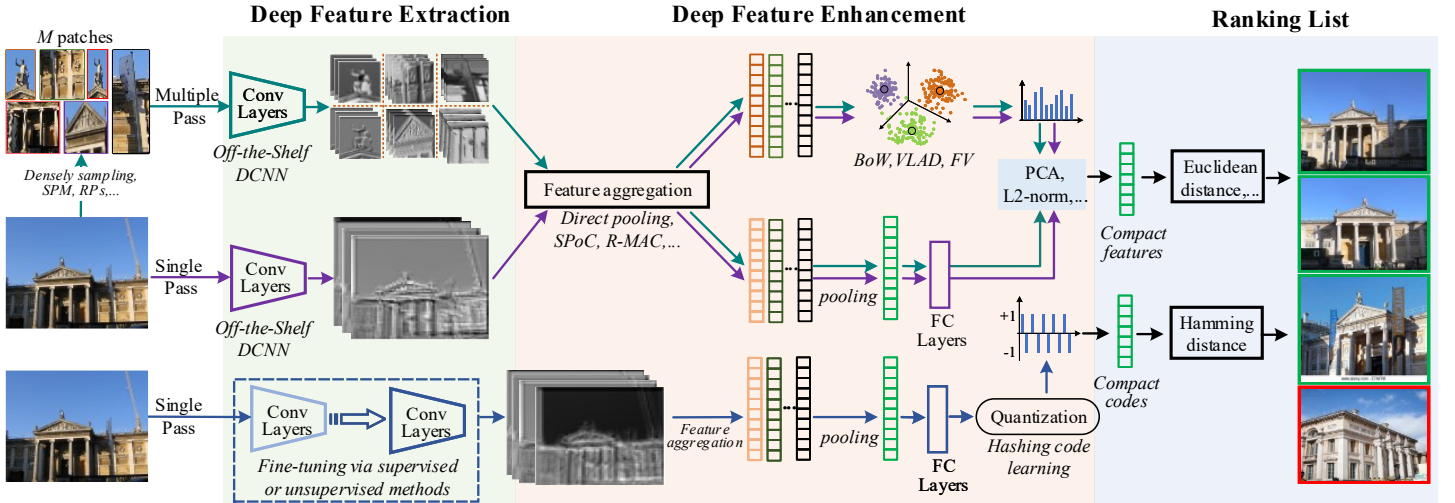 Deep Feature Extraction
Deep Feature Enhancement
Ranking List
M patches
Multiple
Pass
Conv
Layers
Off-the-Shelf
DCNN
Densely sampling,
SPM, RPs,...
Feature aggregation
Direct pooling,
SPoC, R-MAC,...
BoW, VLAD, FV
PCA,
L2-norm,...
Compact
features
Euclidean
distance,...
Single
Pass
Conv
Layers
Off-the-Shelf
DCNN
pooling
FC
Layers
+1
-1
Compact
codes
Hamming
distance
Single
Pass
Conv
Layers
Conv
Layers
Fine-tuning via supervised
or unsupervised methods
Feature
aggregation
pooling
FC
Layers
Quantization
Hashing code
learning